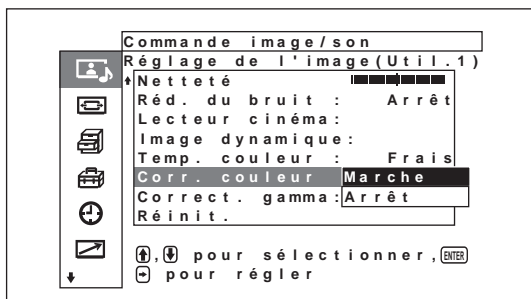 Commande image/son
Réglage de l'image(Util.1)
Netteté
Réd. du bruit : Arrêt
Lecteur cinéma:
Image dynamique:
Temp. couleur : Frais
Corr. couleur Marche
Correct. gamma:Arrêt
Réinit.
, pour sélectionner, ENTER
pour régler